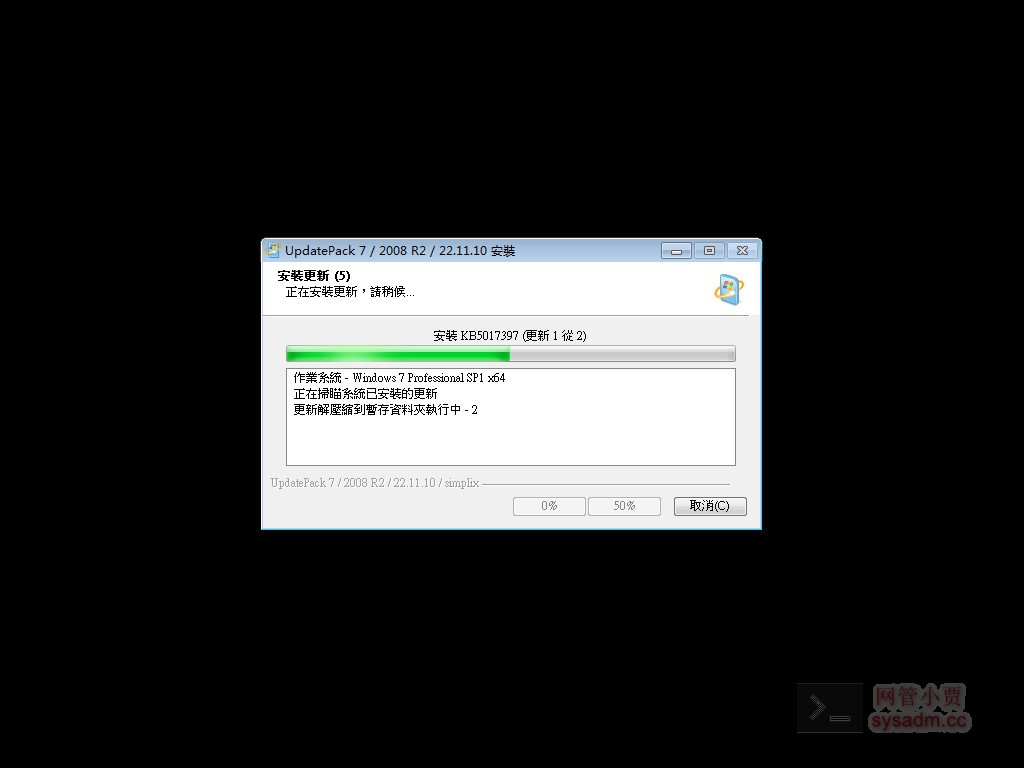 UpdatePack 7 / 2008 R2 / 22.11.10 安裝
安裝更新 (5)
正在安裝更新，請稍候...
安裝 KB5017397 (更新 1 從 2)
作業系統 - Windows 7 Professional SP1 x64
正在掃瞄系統已安裝的更新
更新解壓縮到暫存資料夾執行中 - 2
UpdatePack 7 / 2008 R2 / 22.11.10 / simplix
0%
50%
取消(C)
网管小贾
sysadm.cc